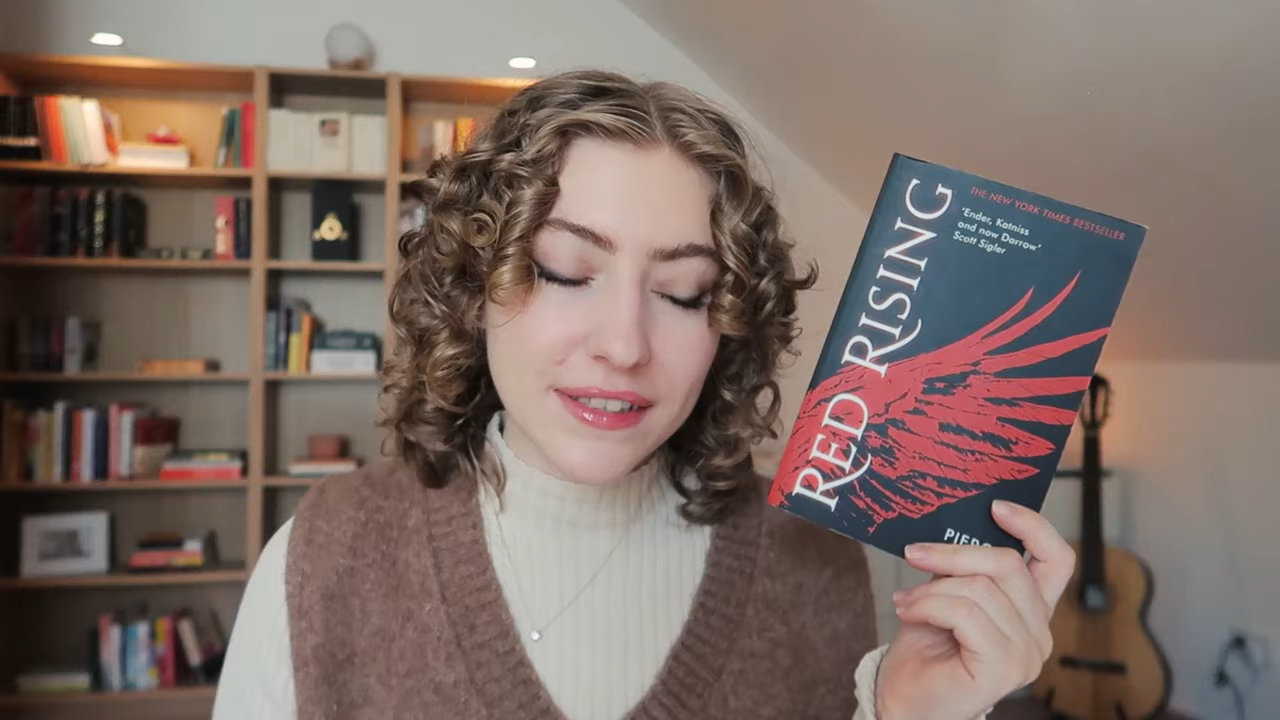 THE NEW YORK TIMES BESTSELLER
'Ender, Katniss
and now Darrow'
Scott Sigler
RED RISING